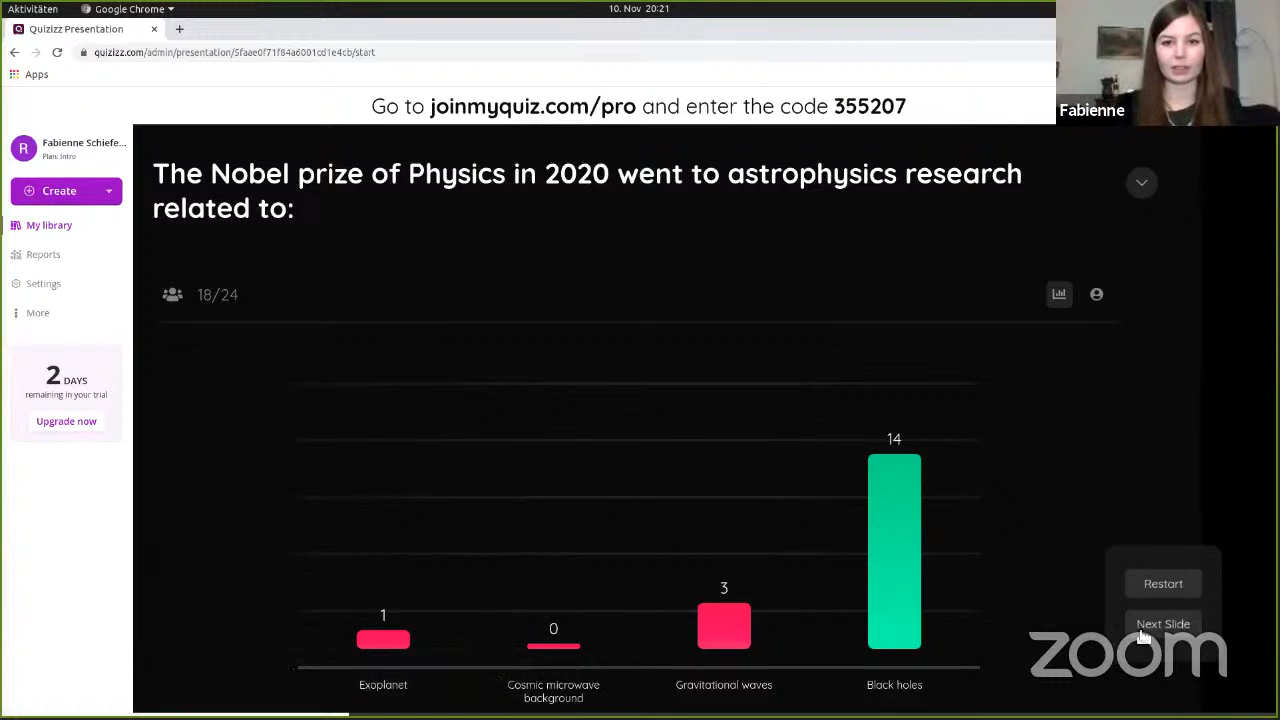 Aktivitäten
Google Chrome
10. Nov 20:21
Quizizz Presentation
quizizz.com/admin/presentation/5faae0f71f84a6001cd1e4cb/start
Apps
Go to joinmyquiz.com/pro and enter the code 355207
Fabienne
R
Fabienne Schiefe...
Plan: Intro
Create
My library
Reports
Settings
More
2 DAYS
remaining in your trial
Upgrade now
The Nobel prize of Physics in 2020 went to astrophysics research
related to:
18/24
14
3
1
0
Exoplanet
Cosmic microwave
background
Gravitational waves
Black holes
Restart
Next Slide
zoom